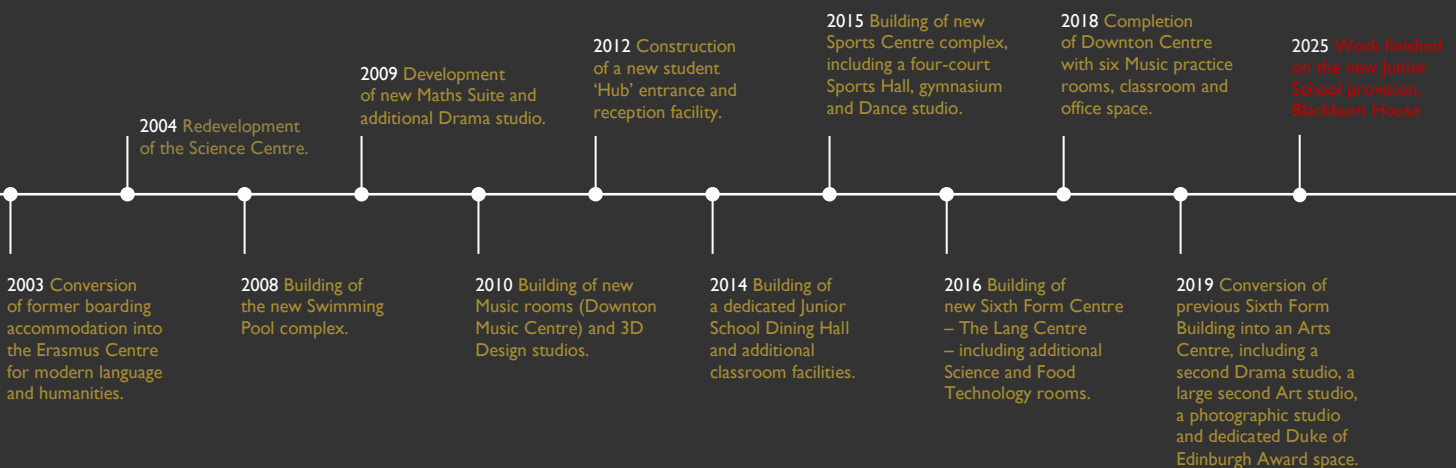 2003 Conversion
of former boarding
accommodation into
the Erasmus Centre
for modern language
and humanities.
2004 Redevelopment
of the Science Centre.
2008 Building of
the new Swimming
Pool complex.
2009 Development
of new Maths Suite and
additional Drama studio.
2010 Building of new
Music rooms (Downton
Music Centre) and 3D
Design studios.
2012 Construction
of a new student
‘Hub’ entrance and
reception facility.
2014 Building of
a dedicated Junior
School Dining Hall
and additional
classroom facilities.
2015 Building of new
Sports Centre complex,
including a four-court
Sports Hall, gymnasium
and Dance studio.
2016 Building of
new Sixth Form Centre
– The Lang Centre
– including additional
Science and Food
Technology rooms.
2018 Completion
of Downton Centre
with six Music practice
rooms, classroom and
office space.
2019 Conversion of
previous Sixth Form
Building into an Arts
Centre, including a
second Drama studio, a
large second Art studio,
a photographic studio
and dedicated Duke of
Edinburgh Award space.
2025 Work finished
on the new Junior
School provision,
Blackburn House